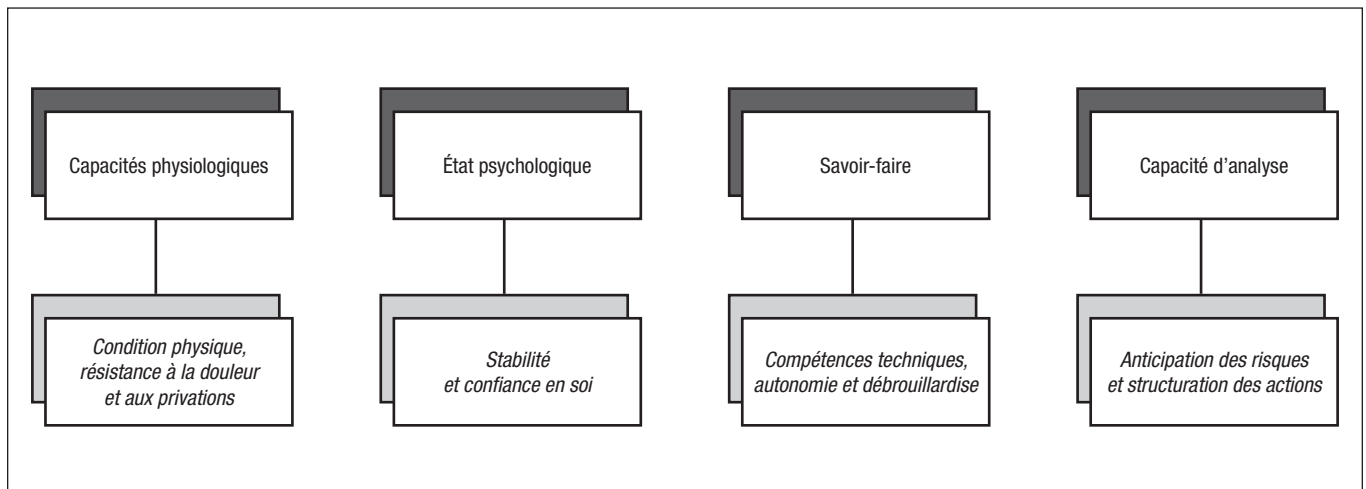 Capacités physiologiques
État psychologique
Savoir-faire
Capacité d’analyse
Condition physique,
résistance à la douleur
et aux privations
Stabilité
et confiance en soi
Compétences techniques,
autonomie et débrouillardise
Anticipation des risques
et structuration des actions